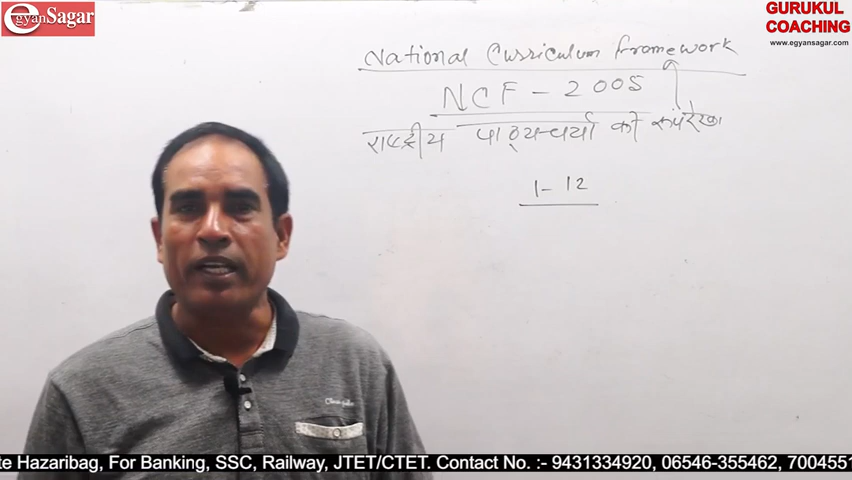 egyanSagar
GURUKUL
COACHING
www.egyansagar.com
National Curriculum Framework
NCF - 2005
राष्ट्रीय पाठ्यचर्या की रूपरेखा
1-12
te Hazaribag, For Banking, SSC, Railway, JTET/CTET. Contact No. :- 9431334920, 06546-355462, 7004551